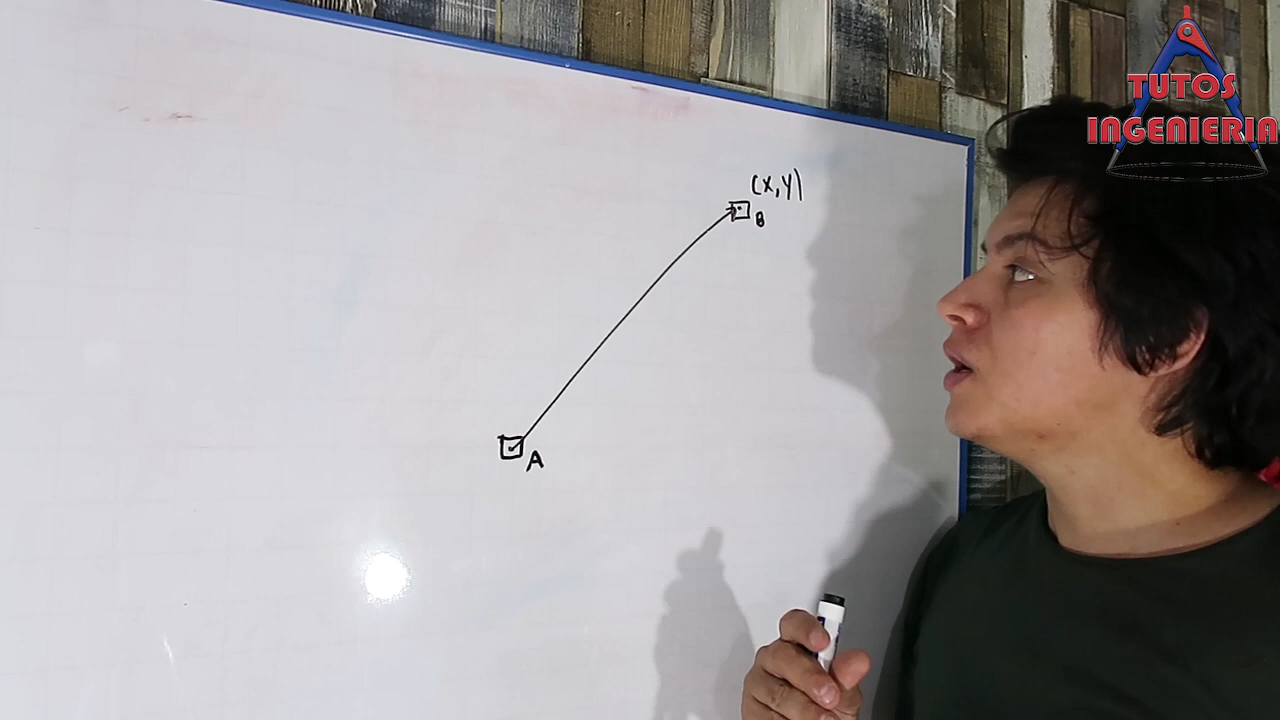 TUTOS
INGENIERIA
(x,y)
B
A